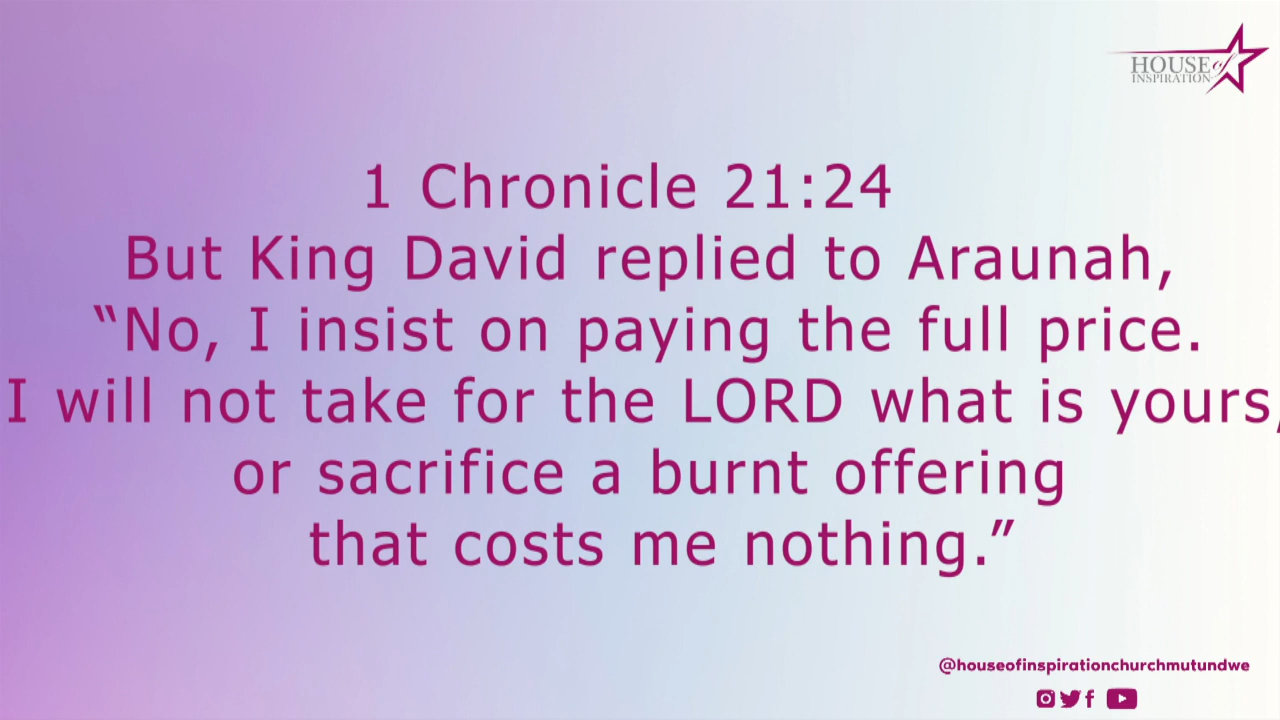 HOUSE of
INSPIRATION
1 Chronicle 21:24
But King David replied to Araunah,
“No, I insist on paying the full price.
I will not take for the LORD what is yours,
or sacrifice a burnt offering
that costs me nothing.”
@houseofinspirationchurchmutundwe